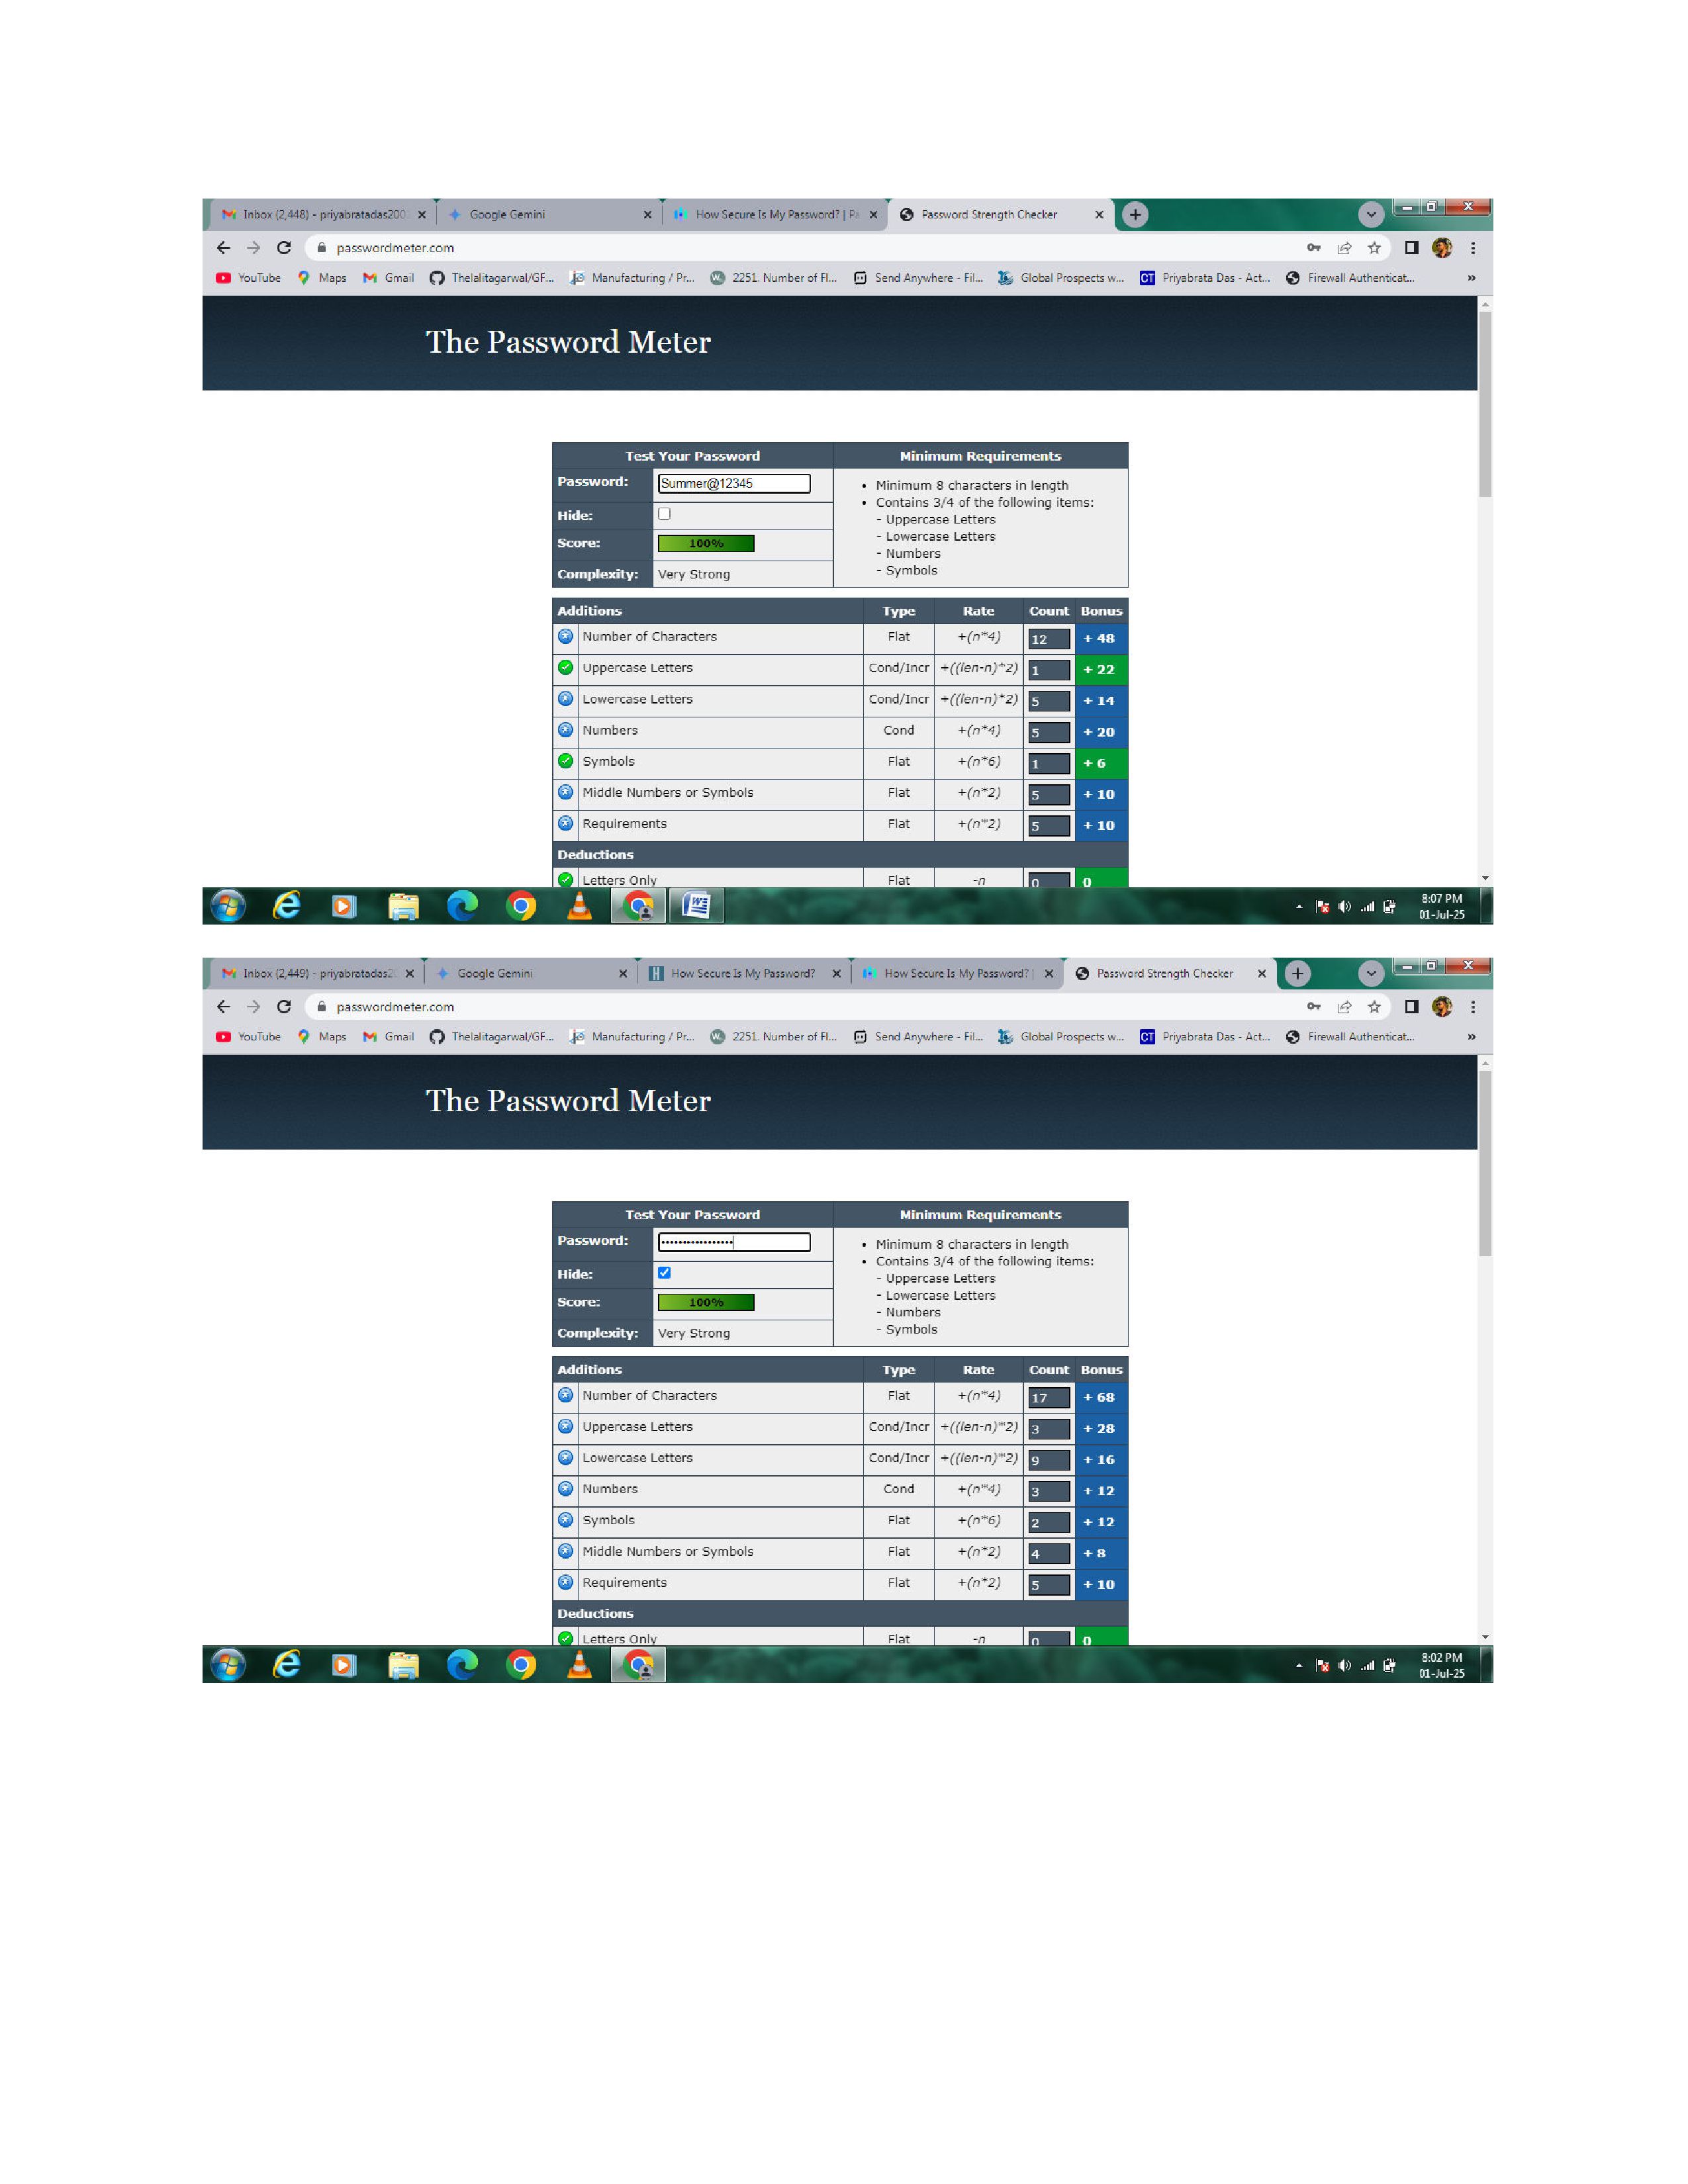 Inbox (2,448) - priyabratadas200 Google Gemini How Secure Is My Password? | Pa Password Strength Checker
passwordmeter.com
YouTube Maps Gmail Thelalitagarwal/GF... Manufacturing / Pr... 2251. Number of Fl... Send Anywhere - Fil... Global Prospects w... CT Priyabrata Das - Act... Firewall Authenticat... »
The Password Meter
Test Your Password Minimum Requirements
Password: Summer@12345
• Minimum 8 characters in length
• Contains 3/4 of the following items:
Hide:
- Uppercase Letters
- Lowercase Letters
Score: 100%
- Numbers
- Symbols
Complexity: Very Strong
Additions Type Rate Count Bonus
Number of Characters Flat +(n*4) 12 + 48
Uppercase Letters Cond/Incr +((len-n)*2) 1 + 22
Lowercase Letters Cond/Incr +((len-n)*2) 5 + 14
Numbers Cond +(n*4) 5 + 20
Symbols Flat +(n*6) 1 + 6
Middle Numbers or Symbols Flat +(n*2) 5 + 10
Requirements Flat +(n*2) 5 + 10
Deductions
Letters Only Flat -n 0 0
8:07 PM
01-Jul-25
Inbox (2,449) - priyabratadas2 Google Gemini How Secure Is My Password? How Secure Is My Password? | Password Strength Checker
passwordmeter.com
YouTube Maps Gmail Thelalitagarwal/GF... Manufacturing / Pr... 2251. Number of Fl... Send Anywhere - Fil... Global Prospects w... CT Priyabrata Das - Act... Firewall Authenticat... »
The Password Meter
Test Your Password Minimum Requirements
Password: •••••••••••••••••
• Minimum 8 characters in length
• Contains 3/4 of the following items:
Hide:
- Uppercase Letters
- Lowercase Letters
Score: 100%
- Numbers
- Symbols
Complexity: Very Strong
Additions Type Rate Count Bonus
Number of Characters Flat +(n*4) 17 + 68
Uppercase Letters Cond/Incr +((len-n)*2) 3 + 28
Lowercase Letters Cond/Incr +((len-n)*2) 9 + 16
Numbers Cond +(n*4) 3 + 12
Symbols Flat +(n*6) 2 + 12
Middle Numbers or Symbols Flat +(n*2) 4 + 8
Requirements Flat +(n*2) 5 + 10
Deductions
Letters Only Flat -n 0 0
8:02 PM
01-Jul-25